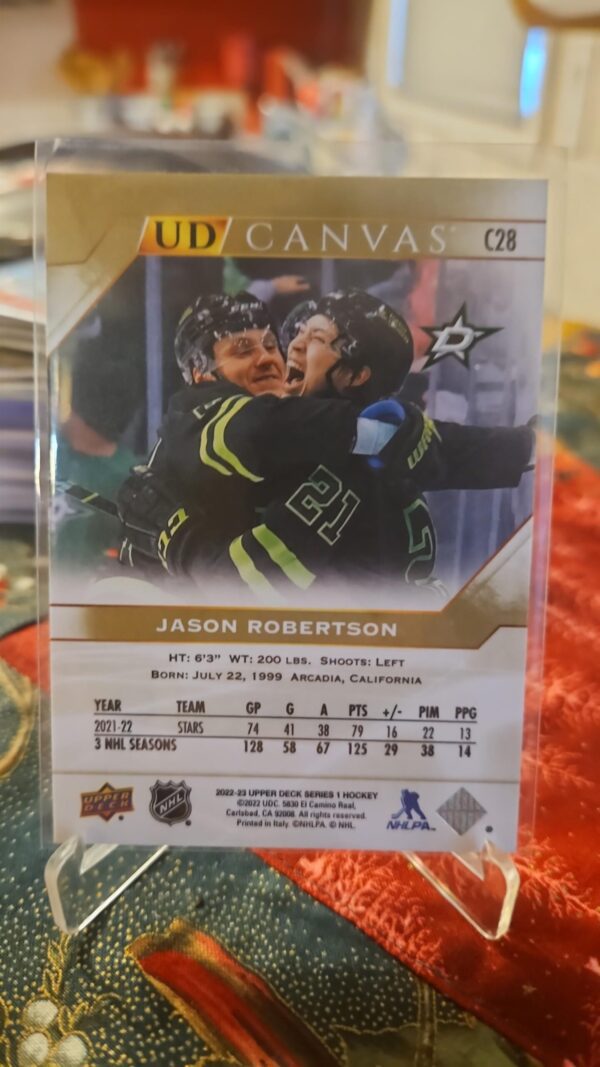 UD CANVAS C28
21
JASON ROBERTSON
HT: 6'3" WT: 200 LBS. SHOOTS: LEFT
BORN: JULY 22, 1999 ARCADIA, CALIFORNIA
YEAR TEAM GP G A PTS +/- PIM PPG
2021-22 STARS 74 41 38 79 16 22 13
3 NHL SEASONS 128 58 67 125 29 38 14
UPPER DECK
NHL
2022-23 UPPER DECK SERIES 1 HOCKEY
©2022 UDC. 5830 El Camino Real,
Carlsbad, CA 92008. All rights reserved.
Printed in Italy. ©NHLPA. © NHL.
NHLPA